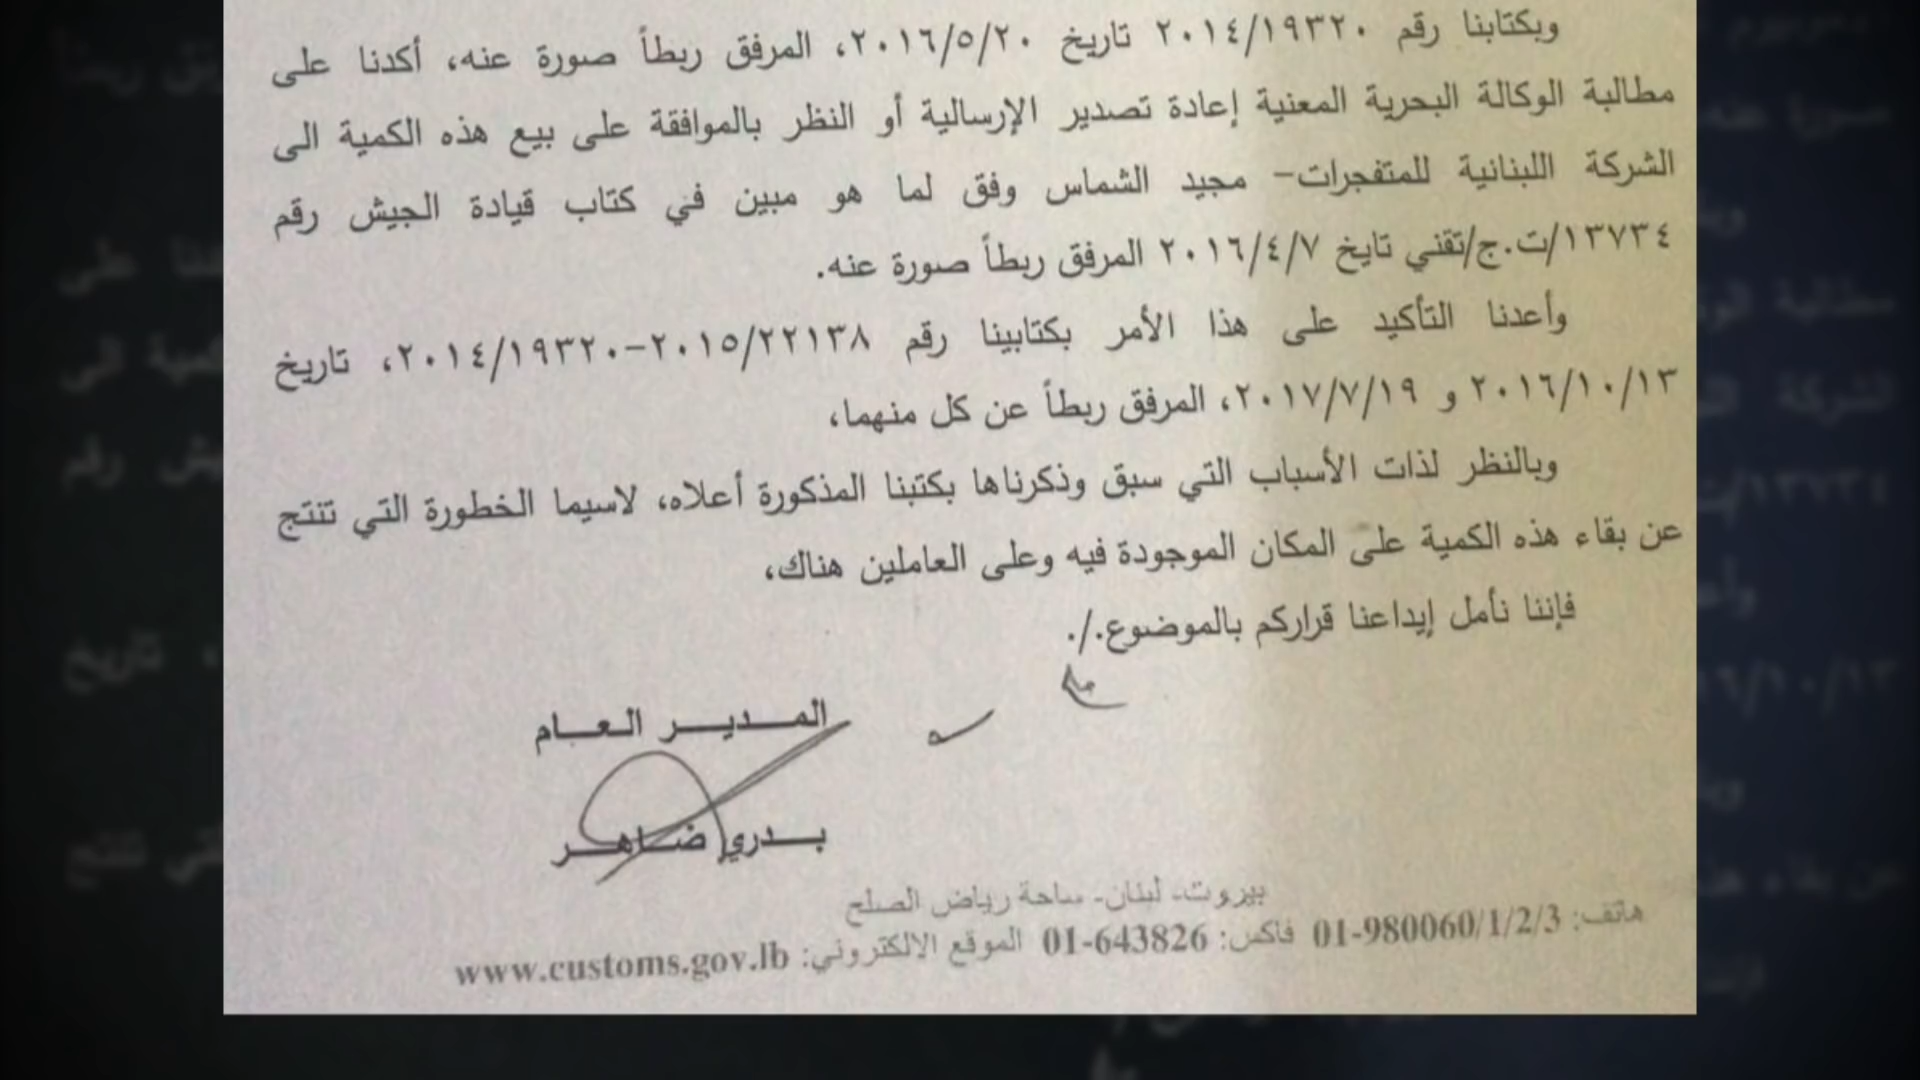 وبكتابنا رقم ٢٠١٤/١٩٣٢٠ تاريخ ٢٠١٦/٥/٢٠، المرفق ربطاً صورة عنه، أكدنا على
مطالبة الوكالة البحرية المعنية إعادة تصدير الإرسالية أو النظر بالموافقة على بيع هذه الكمية الى
الشركة اللبنانية للمتفجرات- مجيد الشماس وفق لما هو مبين في كتاب قيادة الجيش رقم
١٣٧٣٤/ت.ج/تقني تايخ ٢٠١٦/٤/٧ المرفق ربطاً صورة عنه.
وأعدنا التأكيد على هذا الأمر بكتابينا رقم ٢٠١٥/٢٢١٣٨-٢٠١٤/١٩٣٢٠، تاريخ
٢٠١٦/١٠/١٣ و ٢٠١٧/٧/١٩، المرفق ربطاً عن كل منهما،
وبالنظر لذات الأسباب التي سبق وذكرناها بكتبنا المذكورة أعلاه، لاسيما الخطورة التي تنتج
عن بقاء هذه الكمية على المكان الموجودة فيه وعلى العاملين هناك،
فإننا نأمل إيداعنا قراركم بالموضوع./.
المدير العام
بدري ضاهر
بيروت- لبنان- ساحة رياض الصلح
هاتف: 01-980060/1/2/3 فاكس: 01-643826 الموقع الالكتروني: www.customs.gov.lb